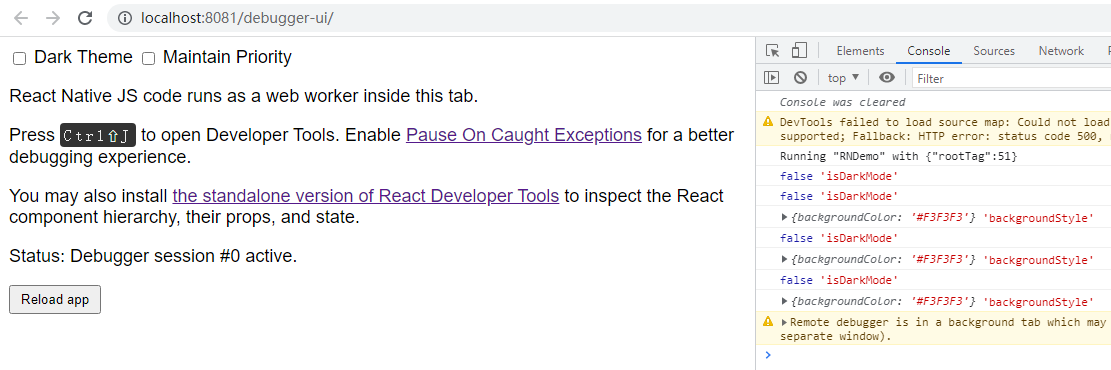 localhost:8081/debugger-ui/
Dark Theme Maintain Priority
React Native JS code runs as a web worker inside this tab.
Press Ctrl⇧J to open Developer Tools. Enable Pause On Caught Exceptions for a better
debugging experience.
You may also install the standalone version of React Developer Tools to inspect the React
component hierarchy, their props, and state.
Status: Debugger session #0 active.
Reload app
Elements Console Sources Network
top ▼ Filter
Console was cleared
DevTools failed to load source map: Could not load
supported; Fallback: HTTP error: status code 500,
Running "RNDemo" with {"rootTag":51}
false 'isDarkMode'
false 'isDarkMode'
▶{backgroundColor: '#F3F3F3'} 'backgroundStyle'
false 'isDarkMode'
▶{backgroundColor: '#F3F3F3'} 'backgroundStyle'
false 'isDarkMode'
▶{backgroundColor: '#F3F3F3'} 'backgroundStyle'
▶Remote debugger is in a background tab which may
separate window).
>